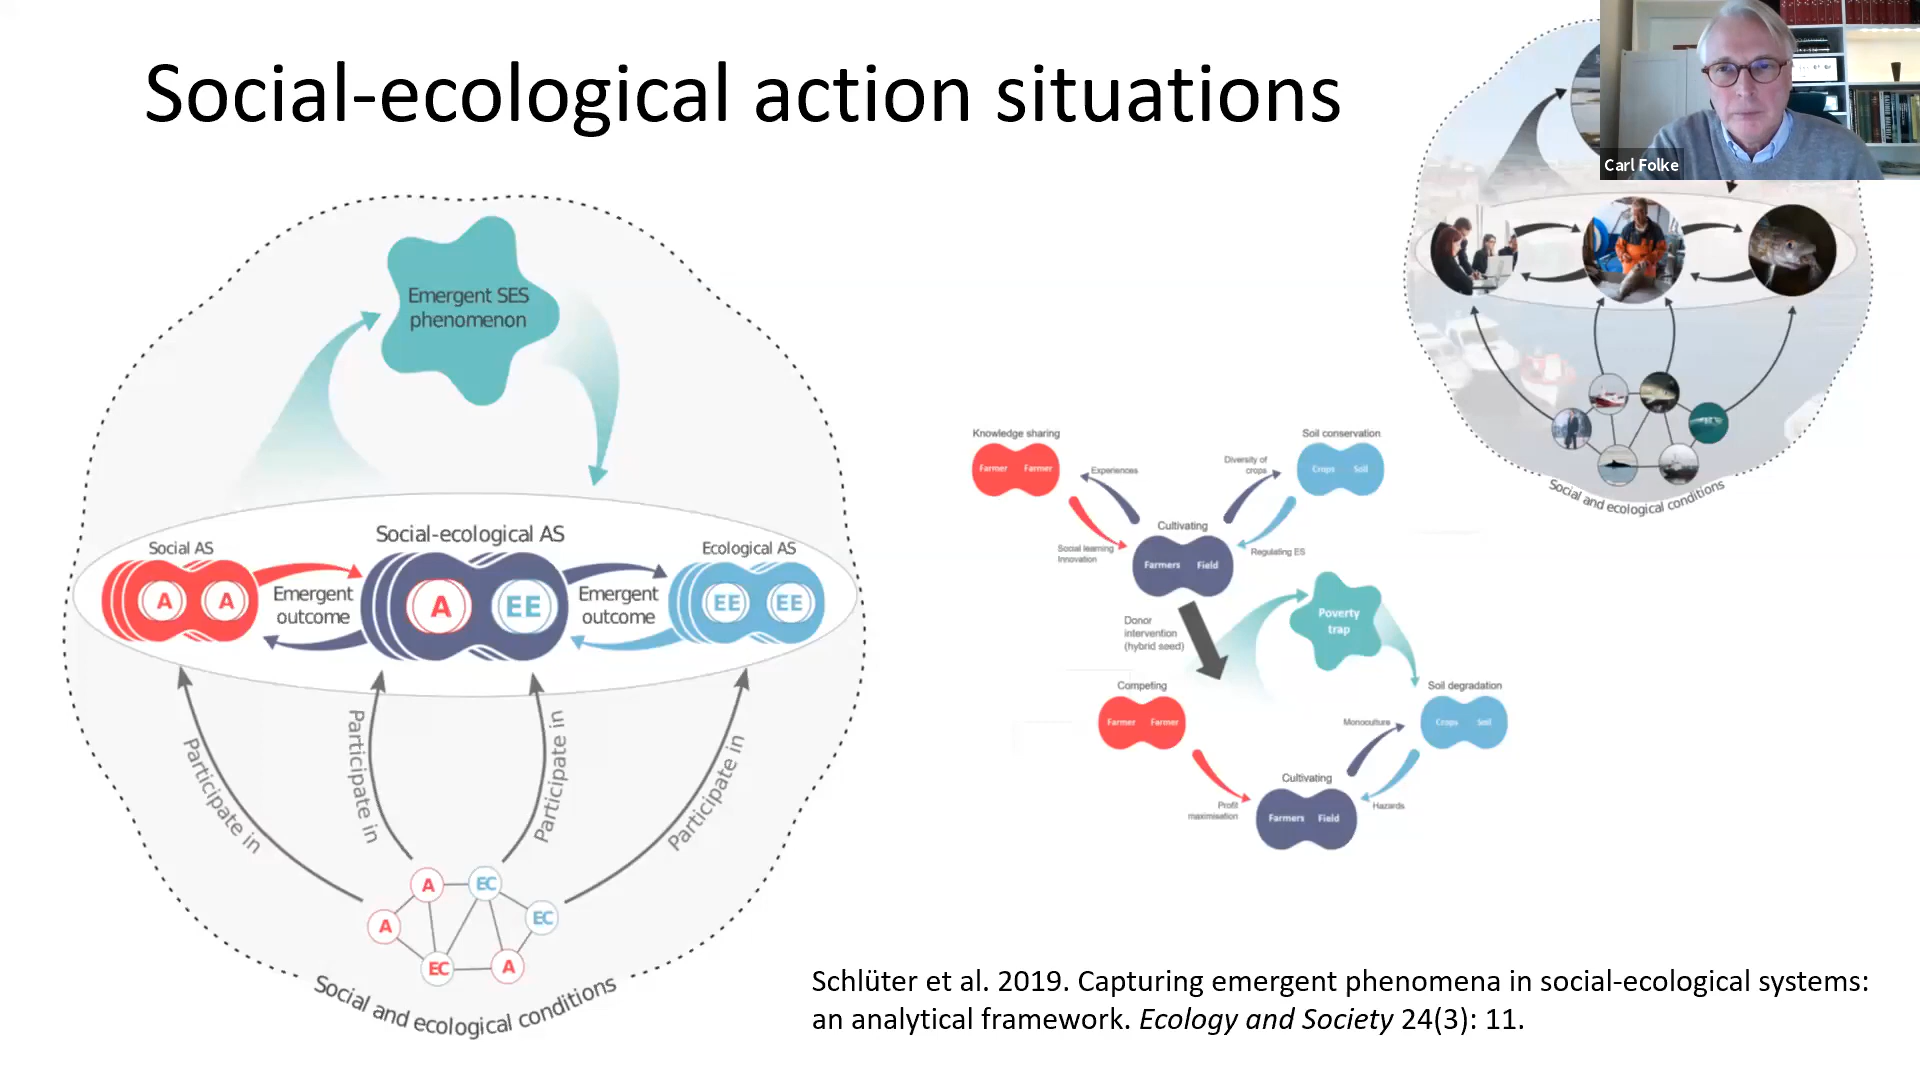 Social-ecological action situations
Carl Folke
Emergent SES
phenomenon
Social-ecological AS
Social AS
Ecological AS
A
A
Emergent
outcome
A
EE
Emergent
outcome
EE
EE
Participate in
Participate in
Participate in
Participate in
A
EC
A
EC
EC
A
Social and ecological conditions
Knowledge sharing
Farmer Farmer
Experiences
Social learning
Innovation
Soil conservation
Crops Soil
Diversity of
crops
Regulating ES
Cultivating
Farmers Field
Donor
intervention
(hybrid seed)
Poverty
trap
Competing
Farmer Farmer
Profit
maximisation
Soil degradation
Crops Soil
Monoculture
Hazards
Cultivating
Farmers Field
Social and ecological conditions
Schlüter et al. 2019. Capturing emergent phenomena in social-ecological systems:
an analytical framework. Ecology and Society 24(3): 11.